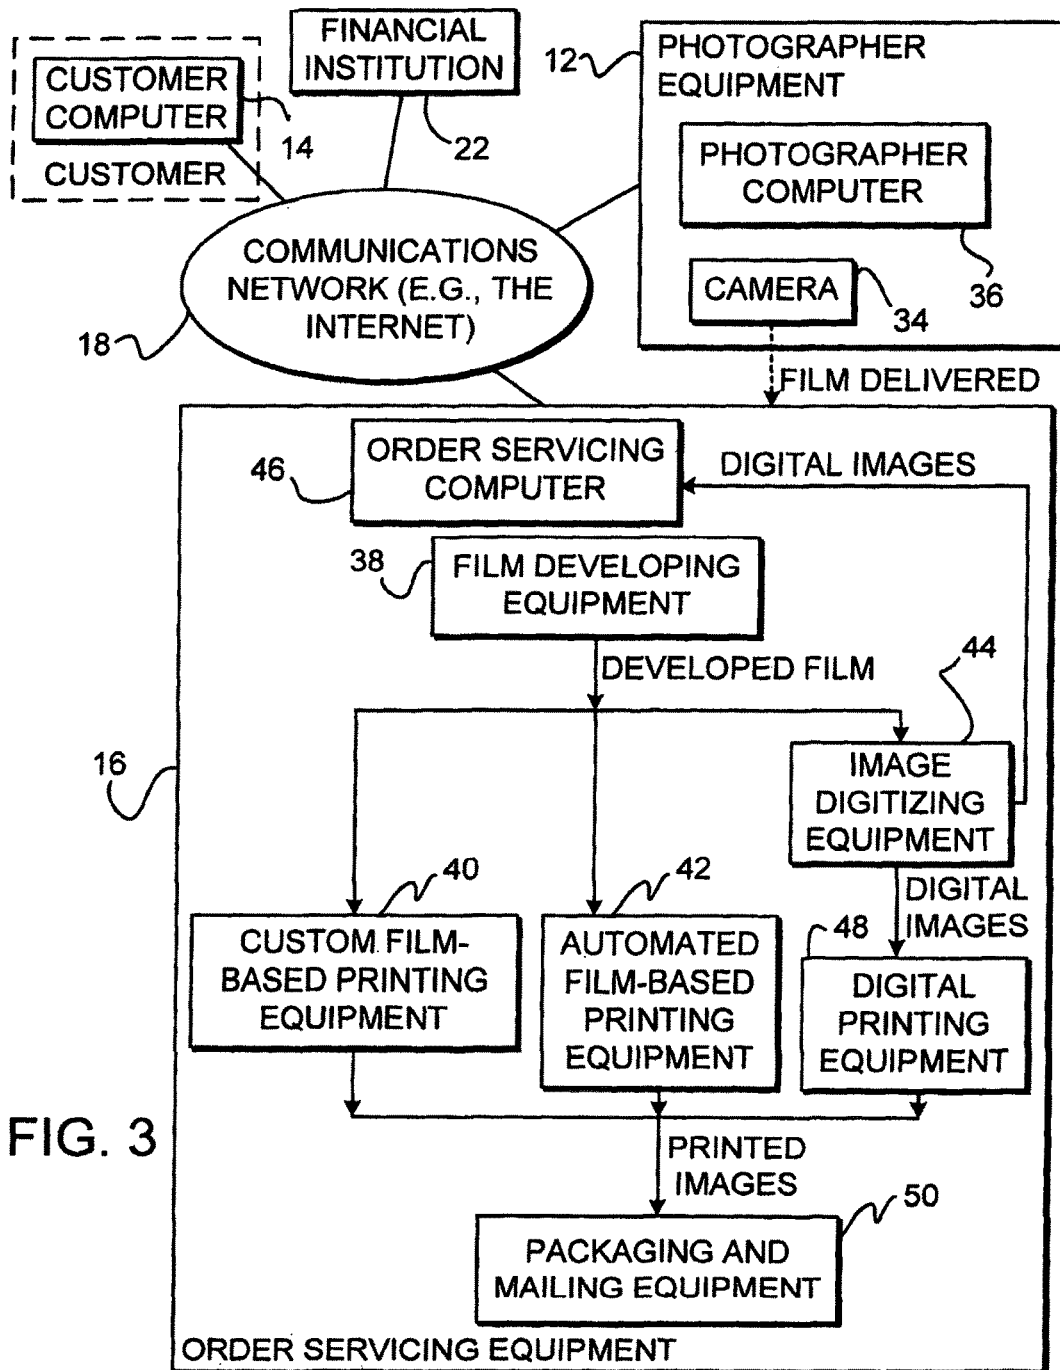 FINANCIAL
INSTITUTION
22
CUSTOMER
COMPUTER
14
CUSTOMER
12
PHOTOGRAPHER
EQUIPMENT
PHOTOGRAPHER
COMPUTER
36
CAMERA
34
COMMUNICATIONS
NETWORK (E.G., THE
INTERNET)
18
FILM DELIVERED
ORDER SERVICING
COMPUTER
46
DIGITAL IMAGES
38
FILM DEVELOPING
EQUIPMENT
DEVELOPED FILM
44
IMAGE
DIGITIZING
EQUIPMENT
16
40
CUSTOM FILM-
BASED PRINTING
EQUIPMENT
42
AUTOMATED
FILM-BASED
PRINTING
EQUIPMENT
DIGITAL
IMAGES
48
DIGITAL
PRINTING
EQUIPMENT
FIG. 3
PRINTED
IMAGES
50
PACKAGING AND
MAILING EQUIPMENT
ORDER SERVICING EQUIPMENT